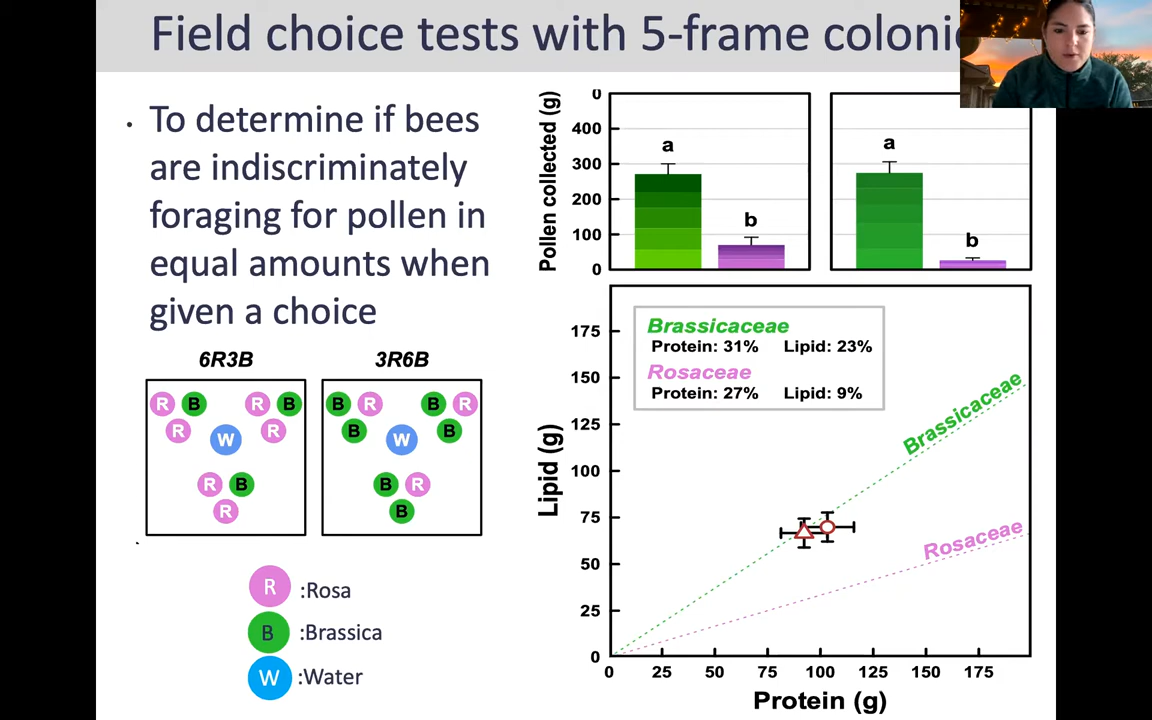 Field choice tests with 5-frame
• To determine if bees
are indiscriminately
foraging for pollen in
equal amounts when
given a choice
6R3B
3R6B
R B R B
R W R
R B
R
B R B R
B W B
B R
B
R :Rosa
B :Brassica
W :Water
Pollen collected (g)
0
400
300
200
100
0
a
b
a
b
Lipid (g)
175
150
125
100
75
50
25
0
Brassicaceae
Protein: 31% Lipid: 23%
Rosaceae
Protein: 27% Lipid: 9%
Brassicaceae
Rosaceae
0 25 50 75 100 125 150 175
Protein (g)